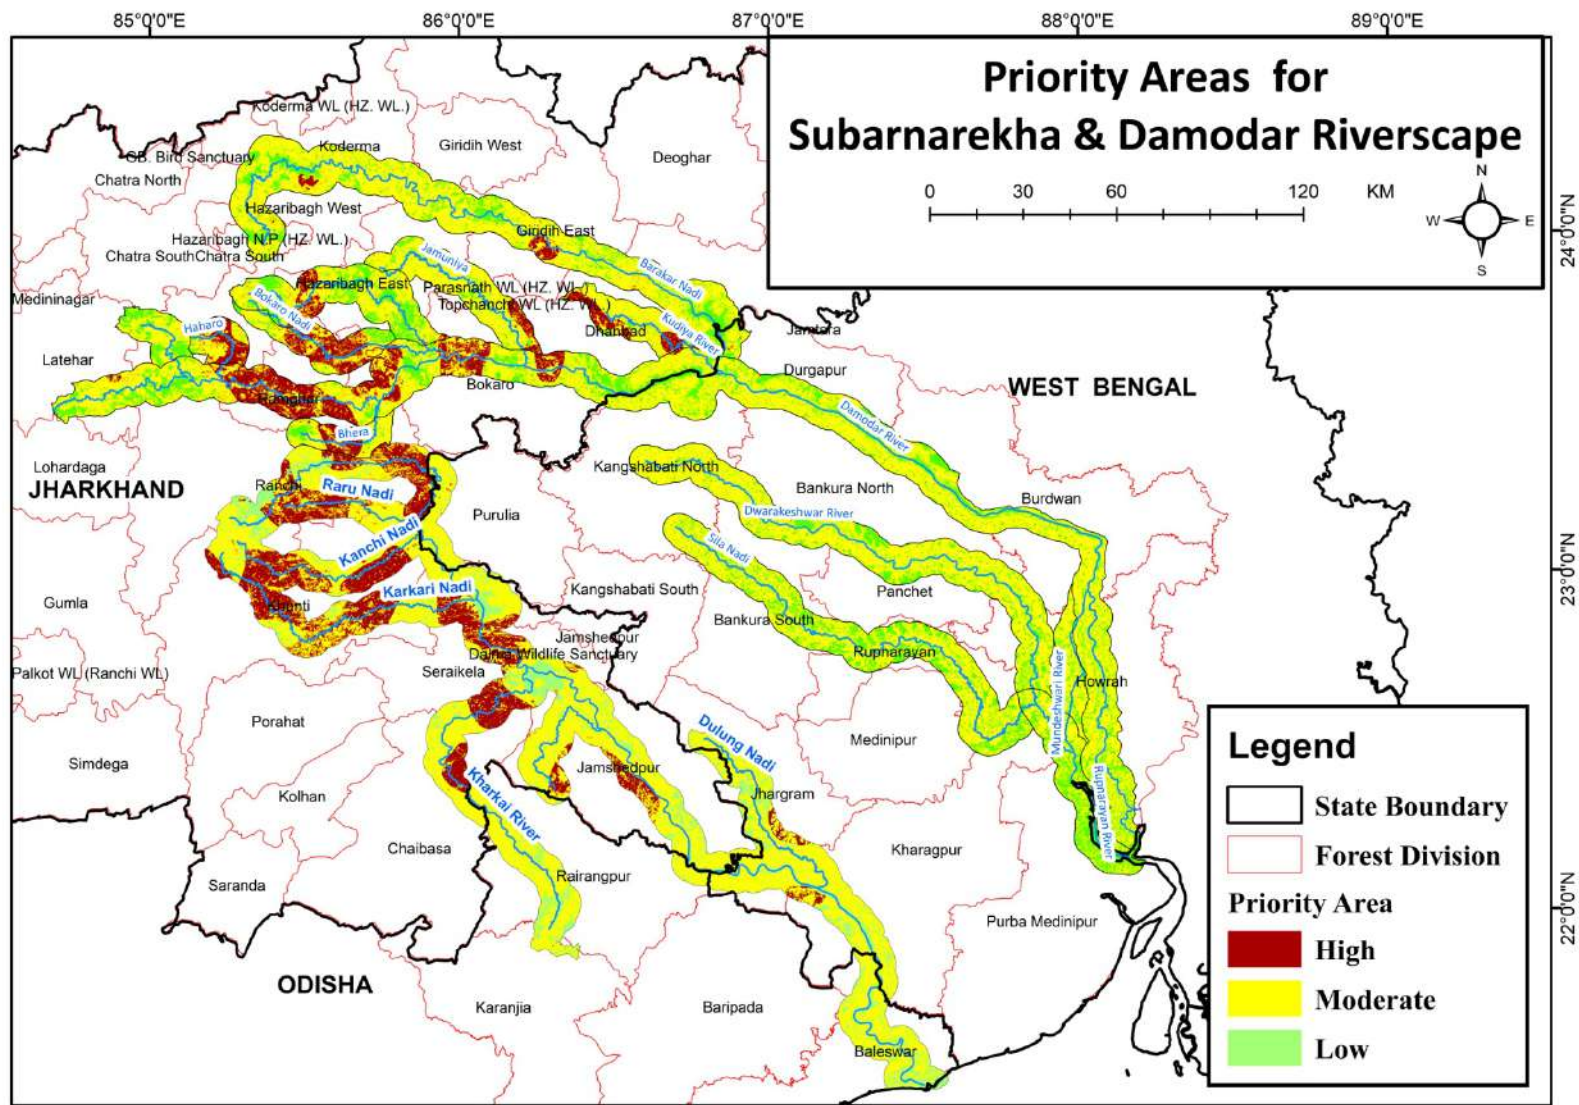 85°0'0"E 86°0'0"E 87°0'0"E 88°0'0"E 89°0'0"E
Priority Areas for
Subarnarekha & Damodar Riverscape
0 30 60 120 KM
N
W E
S
24°0'0"N
23°0'0"N
22°0'0"N
Koderma WL (HZ. WL.)
Koderma
Giridih West
Deoghar
GB. Bird Sanctuary
Chatra North
Hazaribagh West
Hazaribagh N.P (HZ. WL.)
Chatra South
Chatra South
Giridih East
Barakar Nadi
Jamuniya
Hazaribagh East
Parasnath WL (HZ. WL.)
Topchanchi WL (HZ. WL.)
Medininagar
Bokaro Nadi
Haharo
Dhanbad
Kudiya River
Jamtara
Latehar
Durgapur
WEST BENGAL
Bokaro
Ramghar
Damodar River
Bhera
Lohardaga
JHARKHAND
Ranchi
Raru Nadi
Kangshabati North
Bankura North
Burdwan
Purulia
Dwarakeshwar River
Kanchi Nadi
Sila Nadi
Karkari Nadi
Kangshabati South
Panchet
Gumla
Khunti
Bankura South
Jamshedpur
Dalma Wildlife Sanctuary
Rupharayan
Palkot WL (Ranchi WL)
Seraikela
Howrah
Mundeshwari River
Porahat
Dulung Nadi
Medinipur
Simdega
Jamshedpur
Kharkai River
Jhargram
Rupnarayan River
Kolhan
Chaibasa
Kharagpur
Saranda
Rairangpur
Purba Medinipur
ODISHA
Karanjia
Baripada
Baleswar
Legend
State Boundary
Forest Division
Priority Area
High
Moderate
Low